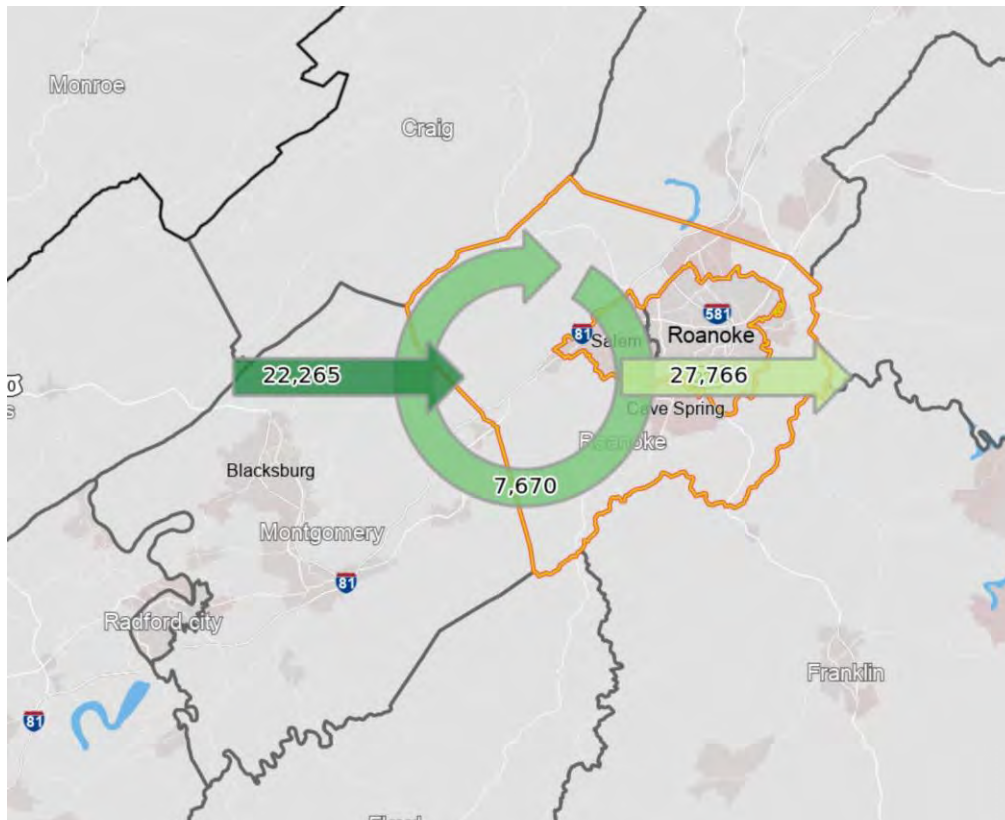 Monroe
Craig
581
81
Salem
Roanoke
22,265
27,766
Cave Spring
Roanoke
Blacksburg
7,670
Montgomery
81
Radford city
Franklin
81